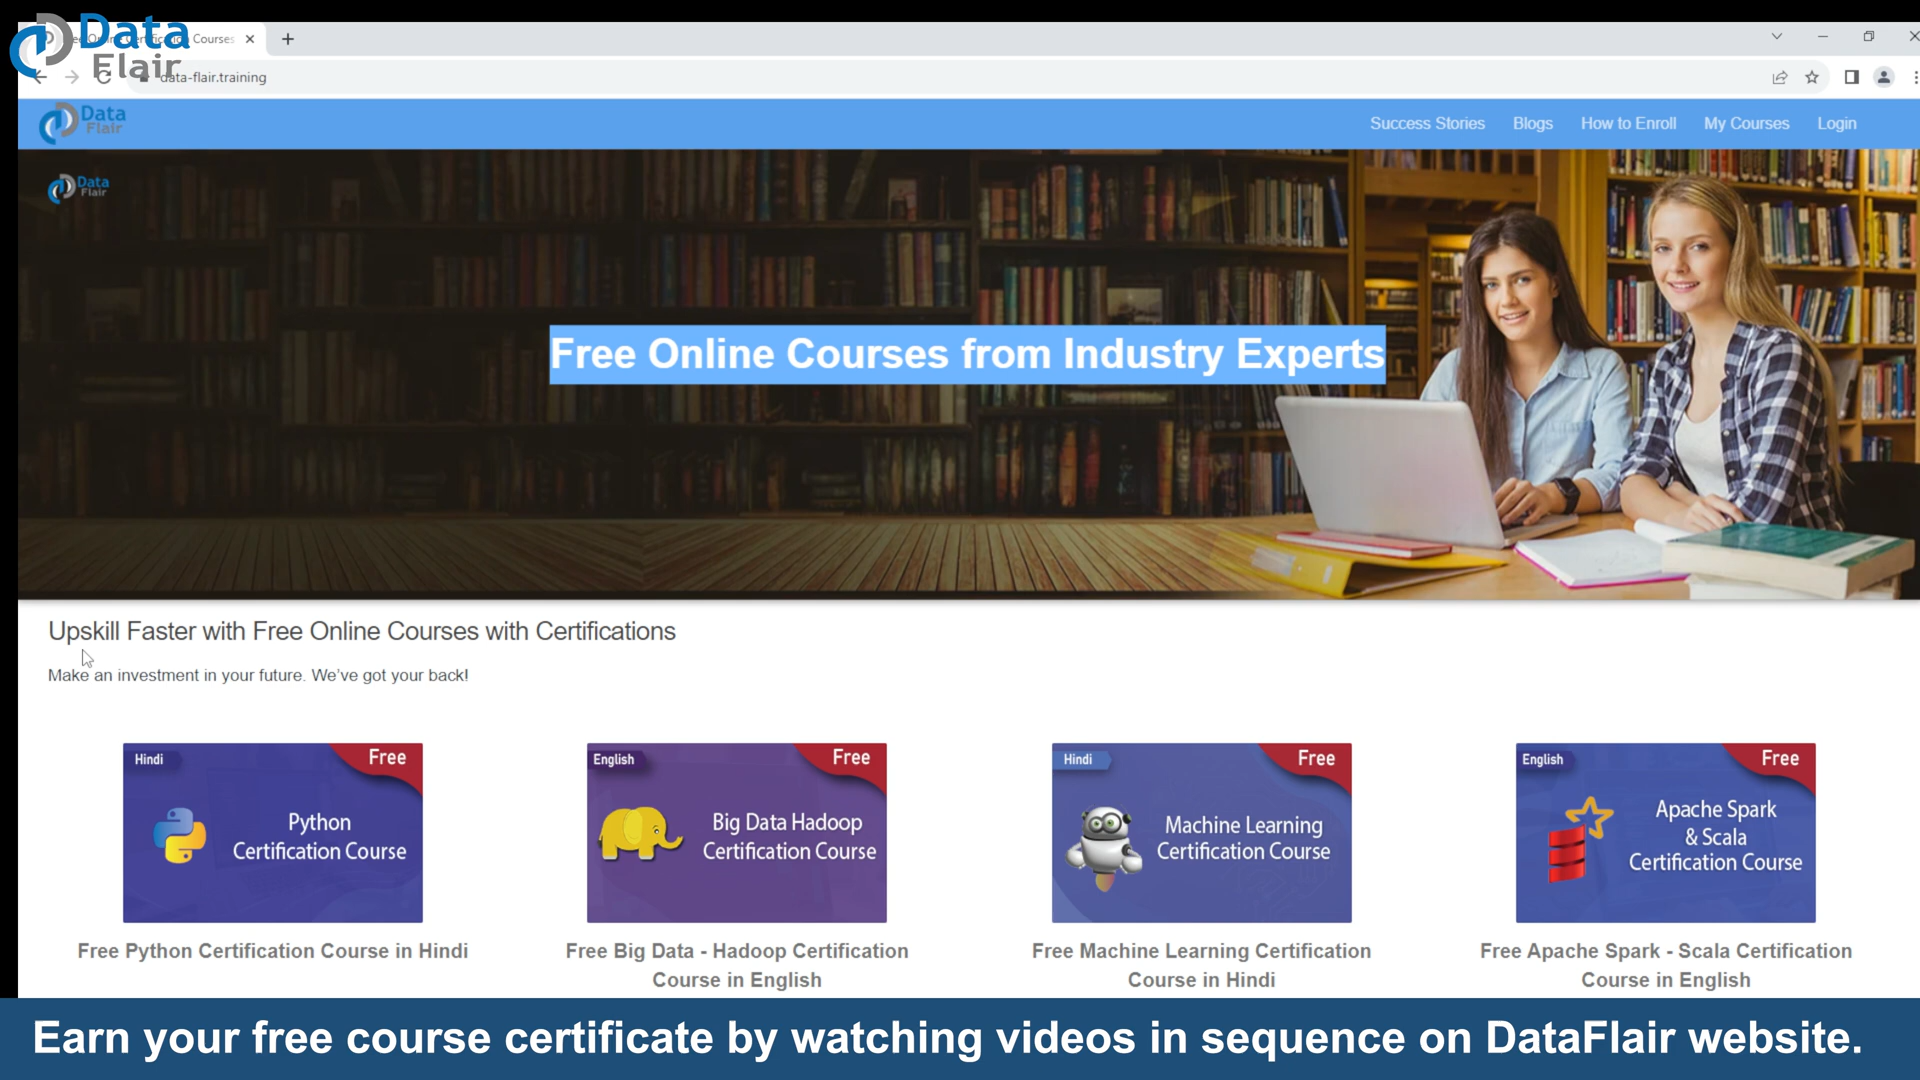 Data
Flair
Courses
data-flair.training
Data
Flair
Success Stories
Blogs
How to Enroll
My Courses
Login
Data
Flair
Free Online Courses from Industry Experts
Upskill Faster with Free Online Courses with Certifications
Make an investment in your future. We've got your back!
Hindi
Free
Python
Certification Course
Free Python Certification Course in Hindi
English
Free
Big Data Hadoop
Certification Course
Free Big Data - Hadoop Certification
Course in English
Hindi
Free
Machine Learning
Certification Course
Free Machine Learning Certification
Course in Hindi
English
Free
Apache Spark
& Scala
Certification Course
Free Apache Spark - Scala Certification
Course in English
Earn your free course certificate by watching videos in sequence on DataFlair website.